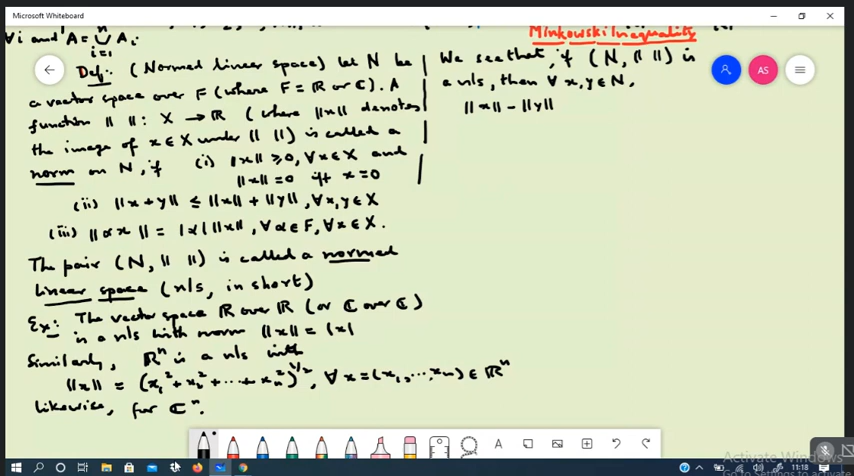 Microsoft Whiteboard
∀i and A = ∪ Ai.
i=1
Minkowski Inequality
Def:- (Normed linear space) let N be
a vector space over F (where F = ℝ or ℂ). A
function || ||: X → ℝ (where ||x|| denotes
the image of x ∈ X under || ||) is called a
norm on N, if (i) ||x|| ≥ 0, ∀x ∈ X and
||x|| = 0 iff x = 0
(ii) ||x + y|| ≤ ||x|| + ||y||, ∀x, y ∈ X
(iii) ||αx|| = |α| ||x||, ∀α ∈ F, ∀x ∈ X.
The pair (N, || ||) is called a normed
linear space (nls, in short)
Ex:- The vector space ℝ over ℝ (or ℂ over ℂ)
is a nls with norm ||x|| = |x|
Similarly, ℝⁿ is a nls with
||x|| = (x₁² + x₂² + ... + xₙ²)^1/2, ∀ x = (x₁, ..., xₙ) ∈ ℝⁿ
likewise, for ℂⁿ.
We see that, if (N, || ||) is
a nls, then ∀ x, y ∈ N,
||x|| - ||y||
AS
Activate Windows
Go to Settings to activate
11:18